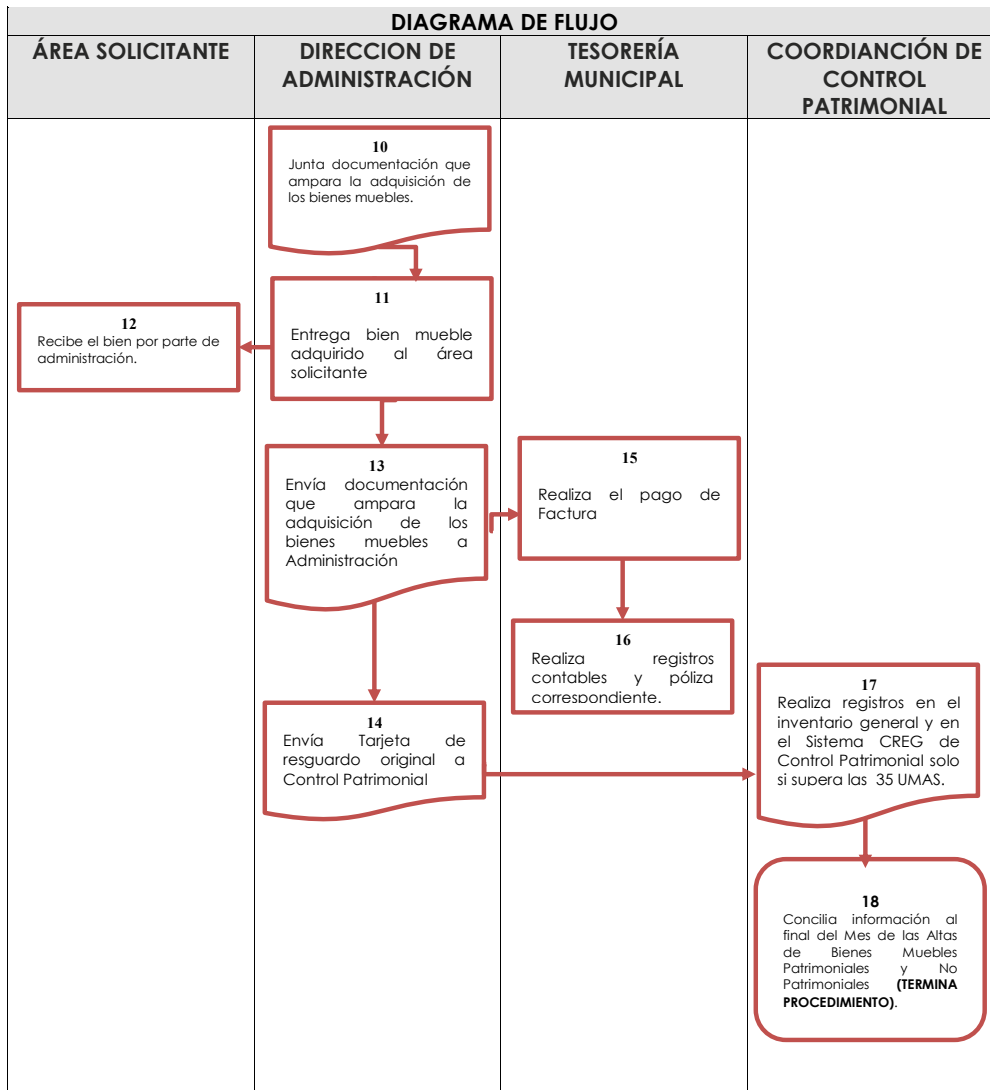 DIAGRAMA DE FLUJO
ÁREA SOLICITANTE
DIRECCION DE
ADMINISTRACIÓN
TESORERÍA
MUNICIPAL
COORDIANCIÓN DE
CONTROL
PATRIMONIAL
10
Junta documentación que
ampara la adquisición de
los bienes muebles.
11
Entrega bien mueble
adquirido al área
solicitante
12
Recibe el bien por parte de
administración.
13
Envía documentación
que ampara la
adquisición de los
bienes muebles a
Administración
15
Realiza el pago de
Factura
16
Realiza registros
contables y póliza
correspondiente.
14
Envía Tarjeta de
resguardo original a
Control Patrimonial
17
Realiza registros en el
inventario general y en
el Sistema CREG de
Control Patrimonial solo
si supera las 35 UMAS.
18
Concilia información al
final del Mes de las Altas
de Bienes Muebles
Patrimoniales y No
Patrimoniales (TERMINA
PROCEDIMIENTO).